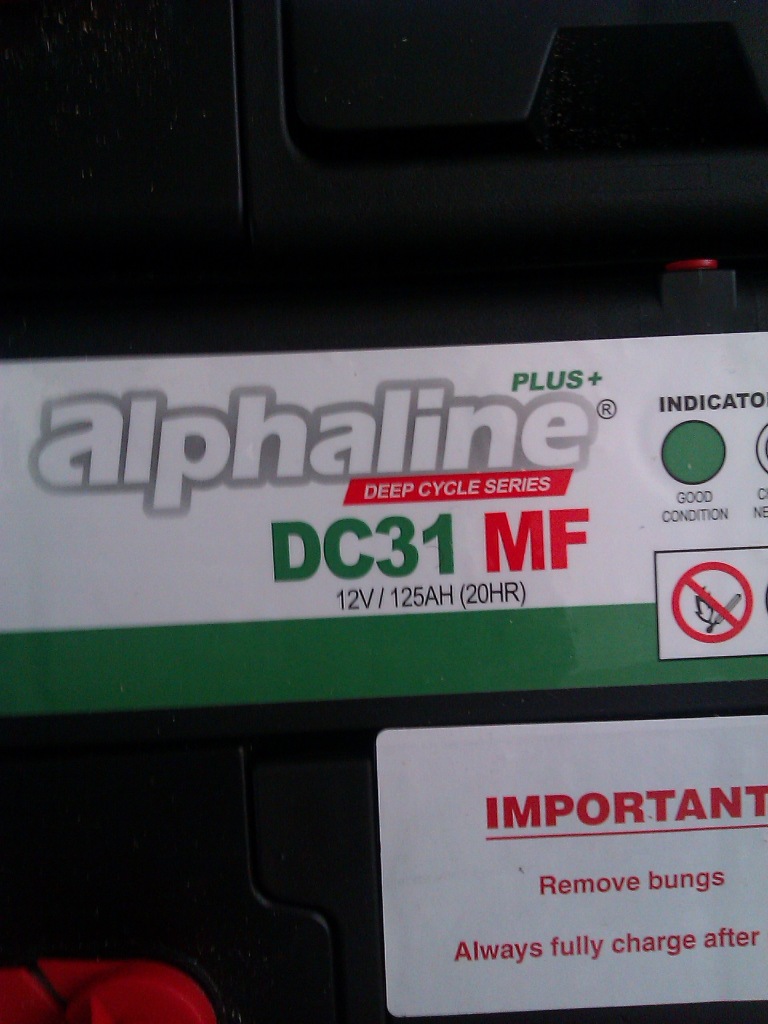 PLUS+
alphaline®
DEEP CYCLE SERIES
DC31 MF
12V / 125AH (20HR)
INDICATO
GOOD
CONDITION
IMPORTANT
Remove bungs
Always fully charge after